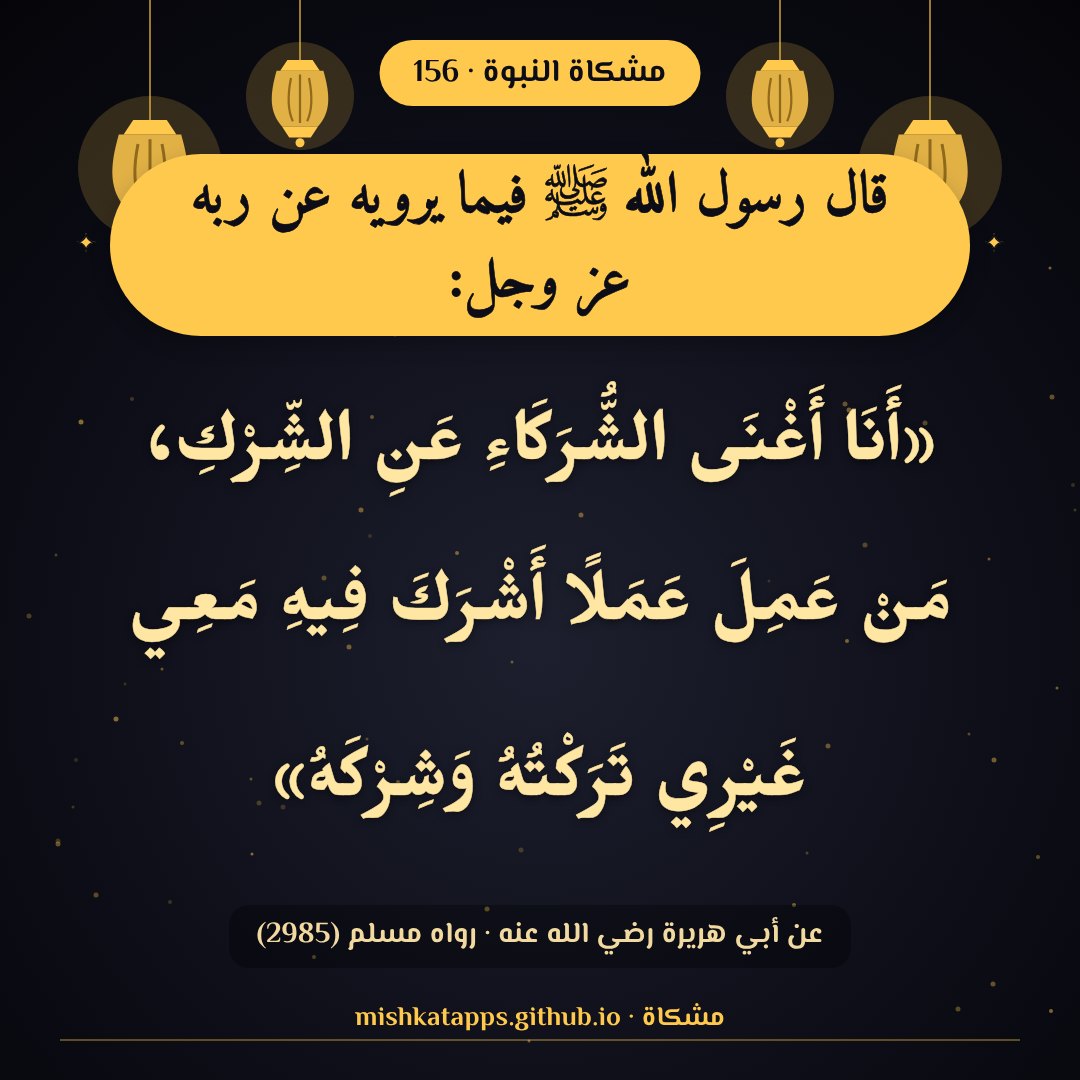 مشكاة النبوة · 156
قال رسول الله ﷺ فيما يرويه عن ربه
عز وجل:
«أَنَا أَغْنَى الشُّرَكَاءِ عَنِ الشِّرْكِ،
مَنْ عَمِلَ عَمَلًا أَشْرَكَ فِيهِ مَعِي
غَيْرِي تَرَكْتُهُ وَشِرْكَهُ»
عن أبي هريرة رضي الله عنه · رواه مسلم (2985)
مشكاة · mishkatapps.github.io